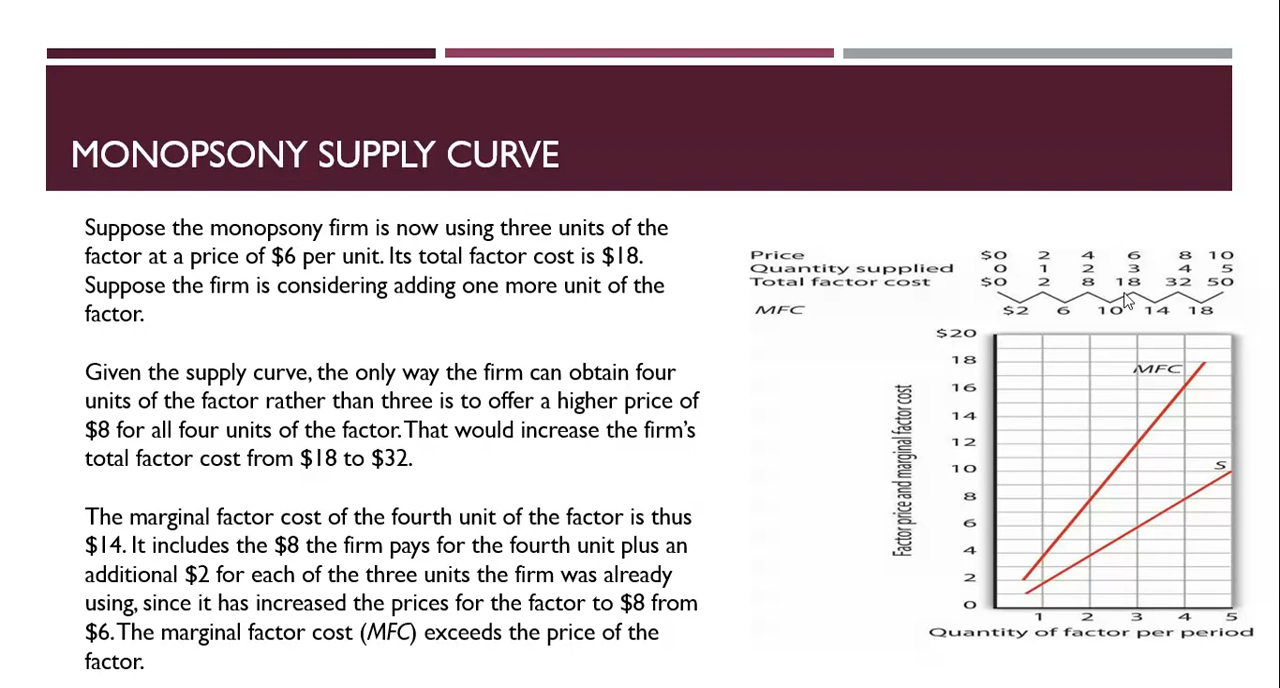 MONOPSONY SUPPLY CURVE
Suppose the monopsony firm is now using three units of the
factor at a price of $6 per unit. Its total factor cost is $18.
Suppose the firm is considering adding one more unit of the
factor.
Given the supply curve, the only way the firm can obtain four
units of the factor rather than three is to offer a higher price of
$8 for all four units of the factor. That would increase the firm's
total factor cost from $18 to $32.
The marginal factor cost of the fourth unit of the factor is thus
$14. It includes the $8 the firm pays for the fourth unit plus an
additional $2 for each of the three units the firm was already
using, since it has increased the prices for the factor to $8 from
$6. The marginal factor cost (MFC) exceeds the price of the
factor.
Price $0 2 4 6 8 10
Quantity supplied 0 1 2 3 4 5
Total factor cost $0 2 8 18 32 50
MFC $2 6 10 14 18
Factor price and marginal factor cost
$20
18
16
14
12
10
8
6
4
2
0
MFC
S
1 2 3 4 5
Quantity of factor per period